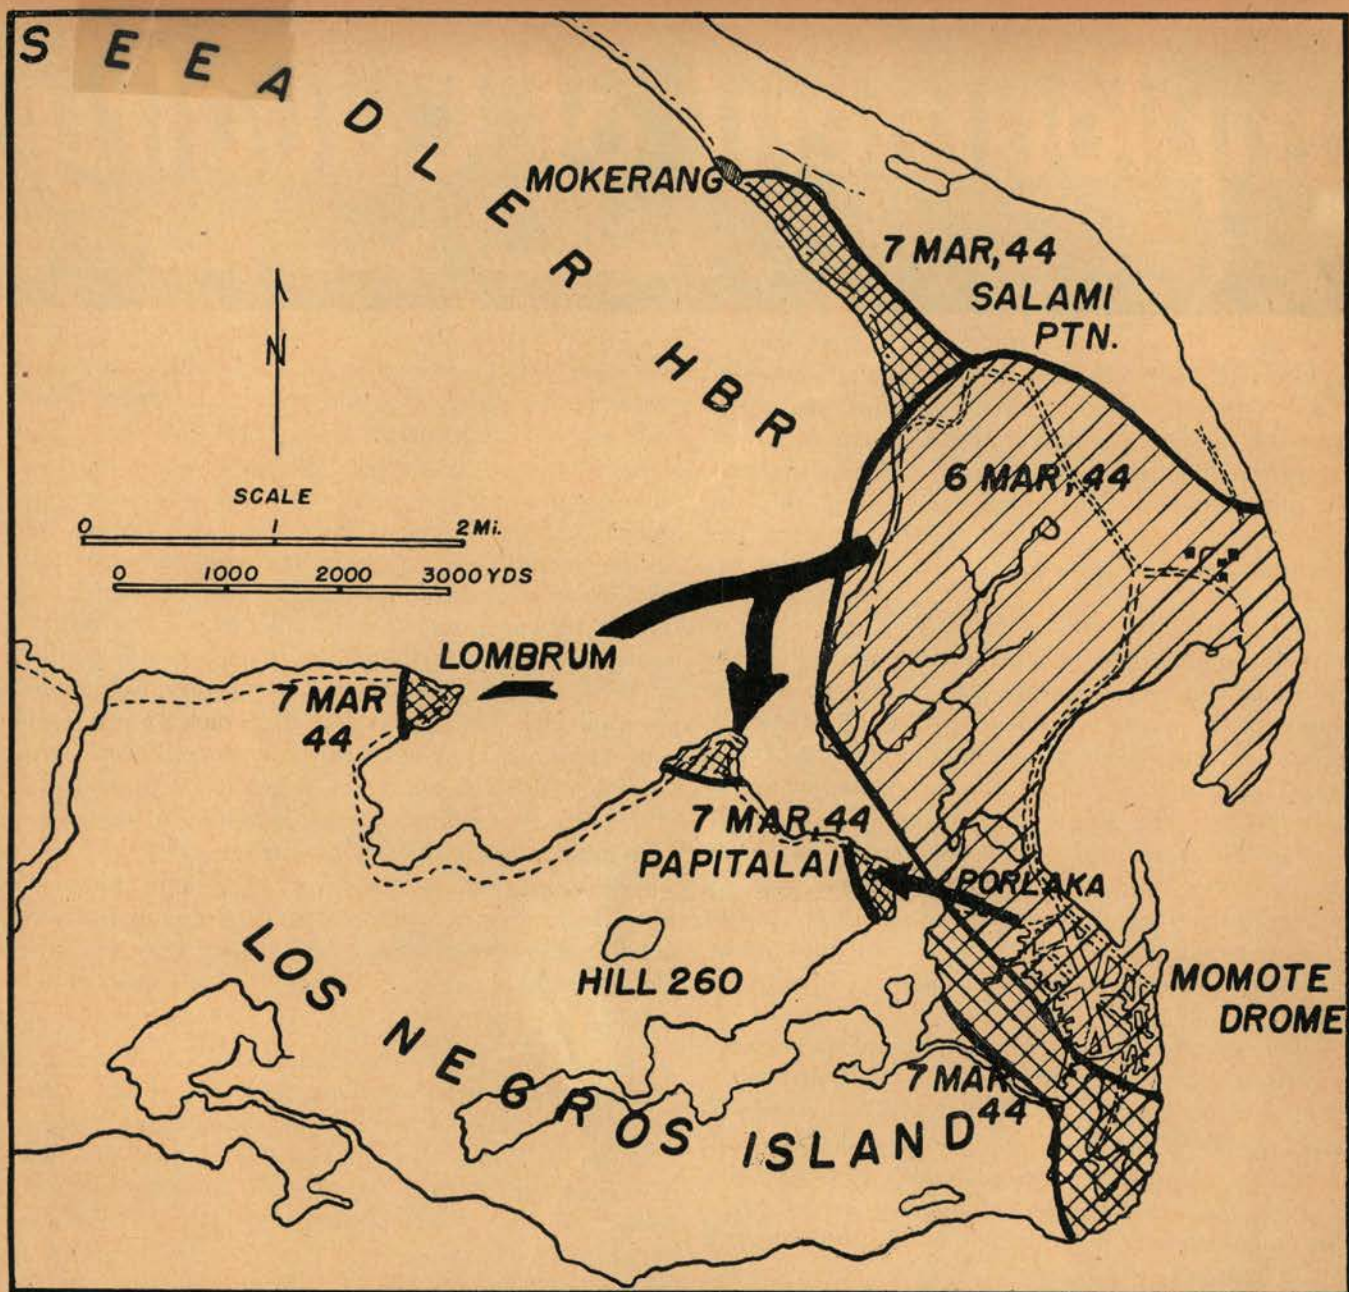 SEEADLER HBR
MOKERANG
7 MAR, 44
SALAMI
PTN.
N
SCALE
0 1 2 Mi.
0 1000 2000 3000 YDS
6 MAR, 44
LOMBRUM
7 MAR
44
7 MAR, 44
PAPITALAI
PORLAKA
HILL 260
MOMOTE
DROME
7 MAR
44
LOS NEGROS ISLAND